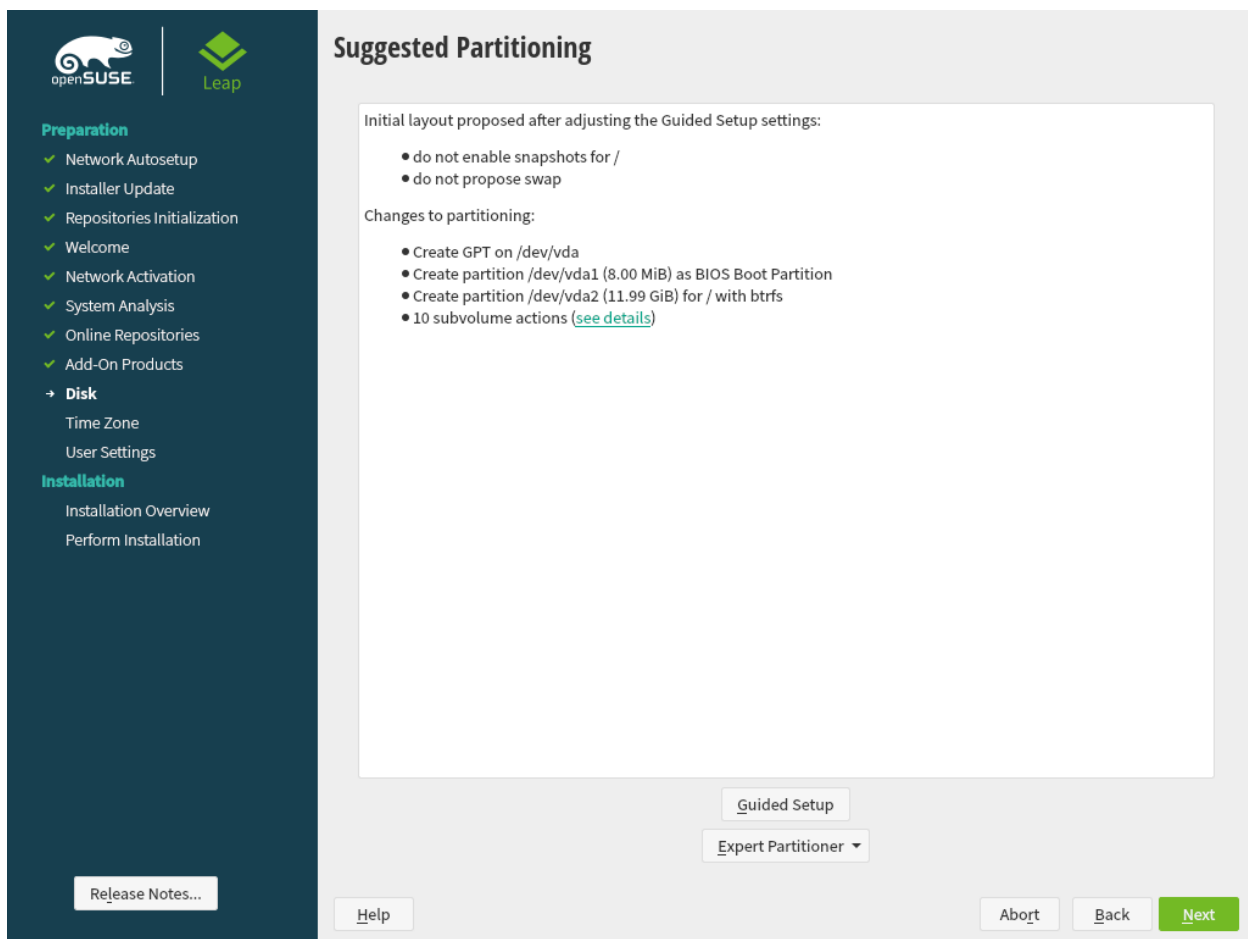 openSUSE
Leap
Preparation
Network Autosetup
Installer Update
Repositories Initialization
Welcome
Network Activation
System Analysis
Online Repositories
Add-On Products
Disk
Time Zone
User Settings
Installation
Installation Overview
Perform Installation
Release Notes...
Suggested Partitioning
Initial layout proposed after adjusting the Guided Setup settings:
● do not enable snapshots for /
● do not propose swap
Changes to partitioning:
● Create GPT on /dev/vda
● Create partition /dev/vda1 (8.00 MiB) as BIOS Boot Partition
● Create partition /dev/vda2 (11.99 GiB) for / with btrfs
● 10 subvolume actions (see details)
Guided Setup
Expert Partitioner
Help
Abort
Back
Next